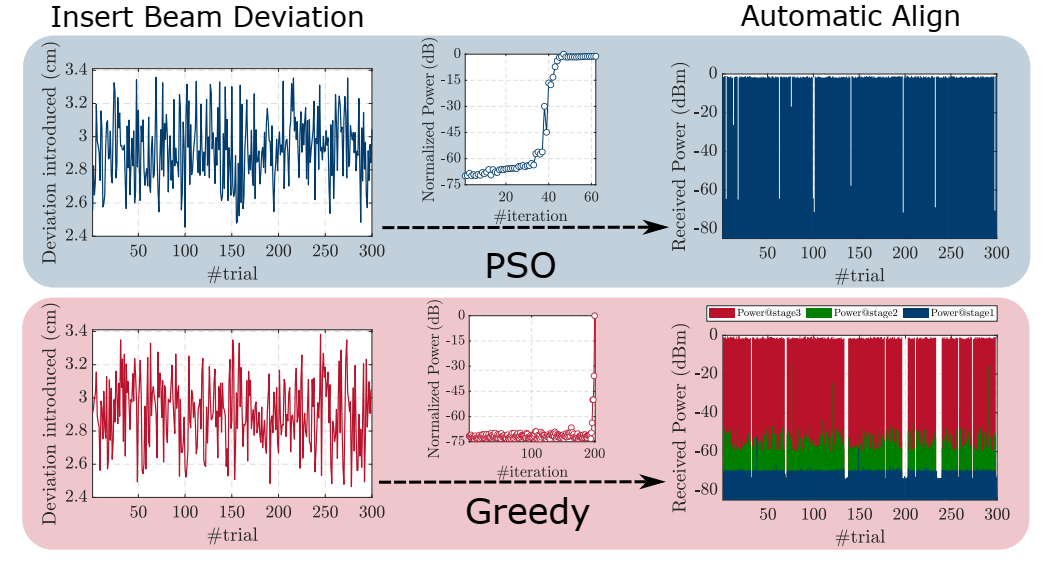 Insert Beam Deviation
Automatic Align
Deviation introduced (cm)
3.4
3.2
3
2.8
2.6
2.4
50 100 150 200 250 300
#trial
Normalized Power (dB)
0
-15
-30
-45
-60
-75
20 40 60
#iteration
PSO
Received Power (dBm)
0
-20
-40
-60
-80
50 100 150 200 250 300
#trial
Deviation introduced (cm)
3.4
3.2
3
2.8
2.6
2.4
50 100 150 200 250 300
#trial
Normalized Power (dB)
0
-15
-30
-45
-60
-75
100 200
#iteration
Greedy
Power@stage3 Power@stage2 Power@stage1
Received Power (dBm)
0
-20
-40
-60
-80
50 100 150 200 250 300
#trial